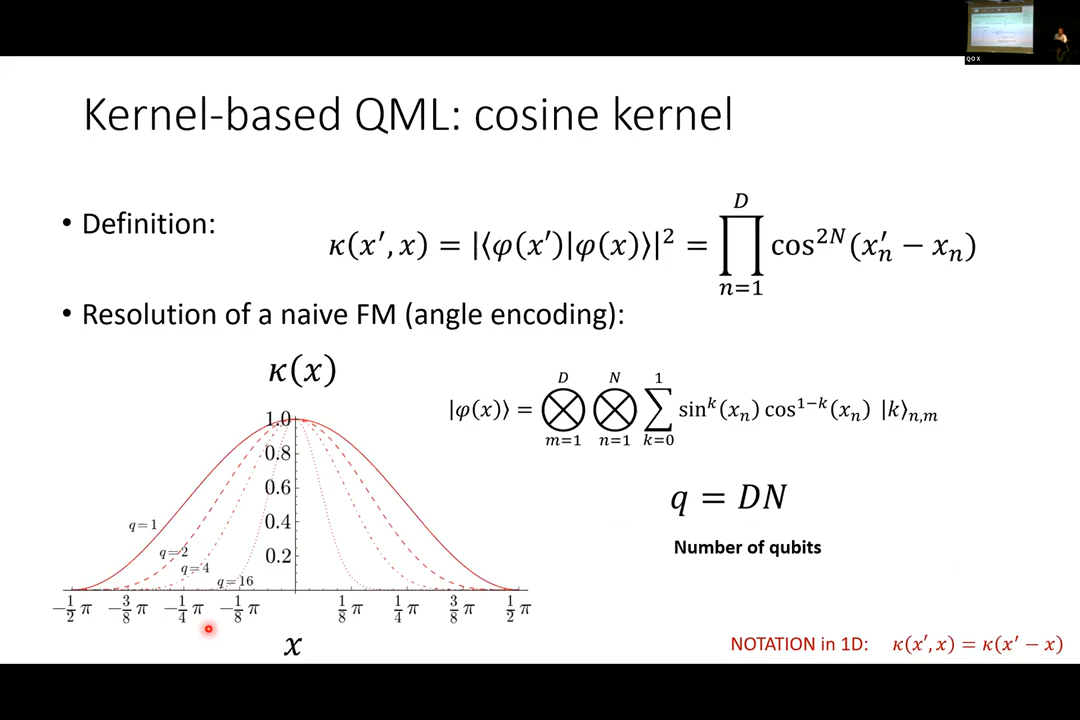 QOX
Kernel-based QML: cosine kernel
• Definition:
κ(x′, x) = |⟨φ(x′)|φ(x)⟩|² = ∏_{n=1}^{D} cos^{2N}(x′_n − x_n)
• Resolution of a naive FM (angle encoding):
κ(x)
|φ(x)⟩ = ⨂_{m=1}^{D} ⨂_{n=1}^{N} ∑_{k=0}^{1} sin^k(x_n) cos^{1−k}(x_n) |k⟩_{n,m}
1.0
0.8
0.6
0.4
0.2
q=1
q=2
q=4
q=16
−1/2 π −3/8 π −1/4 π −1/8 π 1/8 π 1/4 π 3/8 π 1/2 π
x
q = DN
Number of qubits
NOTATION in 1D: κ(x′, x) = κ(x′ − x)